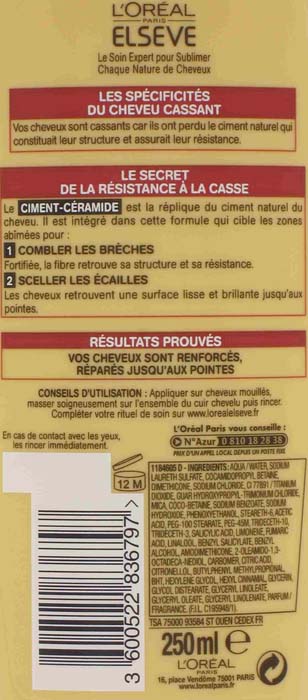 L'ORÉAL
PARIS
ELSEVE
Le Soin Expert pour Sublimer
Chaque Nature de Cheveux
LES SPÉCIFICITÉS
DU CHEVEU CASSANT
Vos cheveux sont cassants car ils ont perdu le ciment naturel qui
constituait leur structure et assurait leur résistance.
LE SECRET
DE LA RÉSISTANCE À LA CASSE
Le CIMENT-CÉRAMIDE est la réplique du ciment naturel du
cheveu. Il est intégré dans cette formule qui cible les zones
abîmées pour :
1 COMBLER LES BRÈCHES
Fortifiée, la fibre retrouve sa structure et sa résistance.
2 SCELLER LES ÉCAILLES
Les cheveux retrouvent une surface lisse et brillante jusqu'aux
pointes.
RÉSULTATS PROUVÉS
VOS CHEVEUX SONT RENFORCÉS,
RÉPARÉS JUSQU'AUX POINTES
CONSEILS D'UTILISATION : Appliquer sur cheveux mouillés,
masser soigneusement sur l'ensemble du cuir chevelu puis rincer.
Compléter votre rituel de soin sur www.lorealelseve.fr
En cas de contact avec les yeux,
les rincer immédiatement.
L'Oréal Paris vous conseille :
N°Azur 0 810 18 28 38
PRIX D'UN APPEL LOCAL DEPUIS UN POSTE FIXE
12 M
1184605 D - INGREDIENTS: AQUA / WATER, SODIUM
LAURETH SULFATE, COCAMIDOPROPYL BETAINE,
DIMETHICONE, SODIUM CHLORIDE, CI 77891 / TITANIUM
DIOXIDE, GUAR HYDROXYPROPYL-TRIMONIUM CHLORIDE,
MICA, COCO-BETAINE, SODIUM BENZOATE, SODIUM
HYDROXIDE, PHENOXYETHANOL, STEARETH-6, ACETIC
ACID, PEG-100 STEARATE, PEG-45M, TRIDECETH-10,
TRIDECETH-3, SALICYLIC ACID, LIMONENE, FUMARIC
ACID, LINALOOL, BENZYL SALICYLATE, BENZYL
ALCOHOL, AMODIMETHICONE, 2-OLEAMIDO-1,3-
OCTADECANEDIOL, CARBOMER, CITRIC ACID,
CITRONELLOL, BUTYLPHENYL METHYLPROPIONAL,
BHT, HEXYLENE GLYCOL, HEXYL CINNAMAL, GLYCERIN,
GLYCOL DISTEARATE, GLYCERYL LINOLEATE,
GLYCERYL OLEATE, GLYCERYL LINOLENATE, PARFUM /
FRAGRANCE. (F.I.L. C195948/1).
TSA 75000 93584 ST OUEN CEDEX FR
3 600522 836797 >
250 ml e
L'ORÉAL
16, place Vendôme 75001 PARIS
www.lorealparis.fr